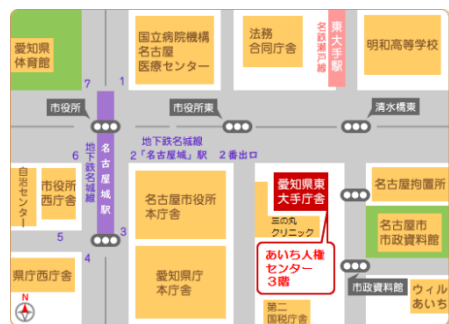 愛知県
体育館
国立病院機構
名古屋
医療センター
法務
合同庁舎
東大手駅
名鉄瀬戸線
明和高等学校
7
1
市役所
市役所東
清水橋東
地下鉄名城線
名古屋城駅
地下鉄名城線
2「名古屋城」駅 2番出口
6
自治センター
市役所
西庁舎
名古屋市役所
本庁舎
愛知県東
大手庁舎
三の丸
クリニック
名古屋拘置所
名古屋市
市政資料館
5
3
4
あいち人権
センター
3階
県庁西庁舎
愛知県庁
本庁舎
市政資料館
ウィル
あいち
第二
国税庁舎
N